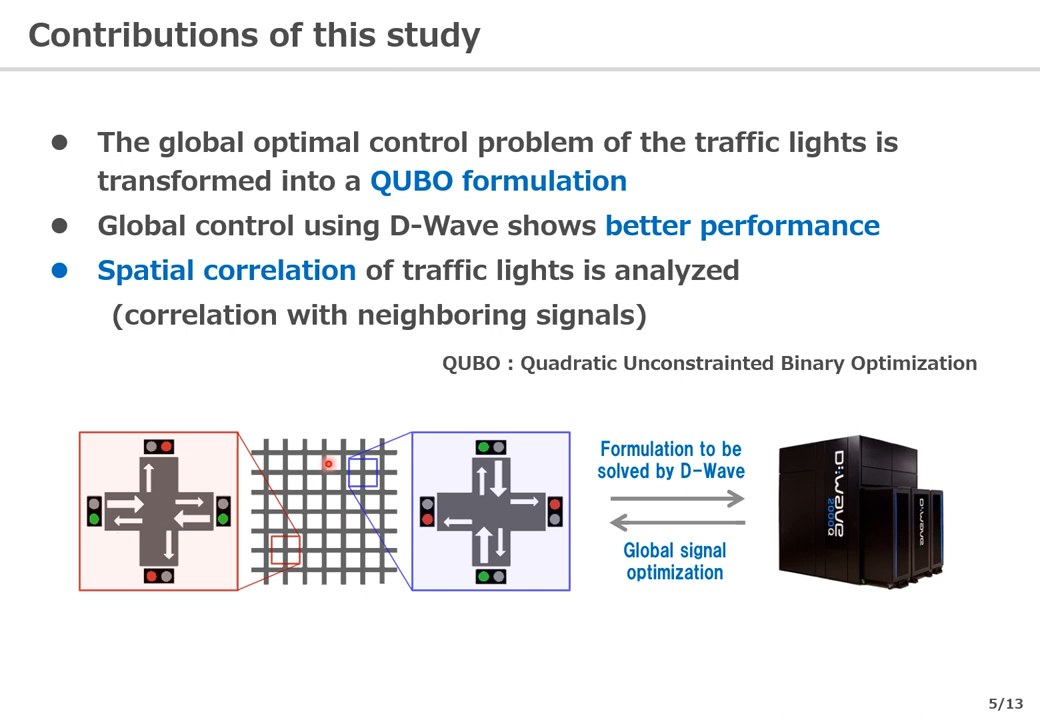 Contributions of this study
The global optimal control problem of the traffic lights is
transformed into a QUBO formulation
Global control using D-Wave shows better performance
Spatial correlation of traffic lights is analyzed
(correlation with neighboring signals)
QUBO : Quadratic Unconstrainted Binary Optimization
Formulation to be
solved by D-Wave
Global signal
optimization
D:Wave
2000Q
D:Wave
5/13